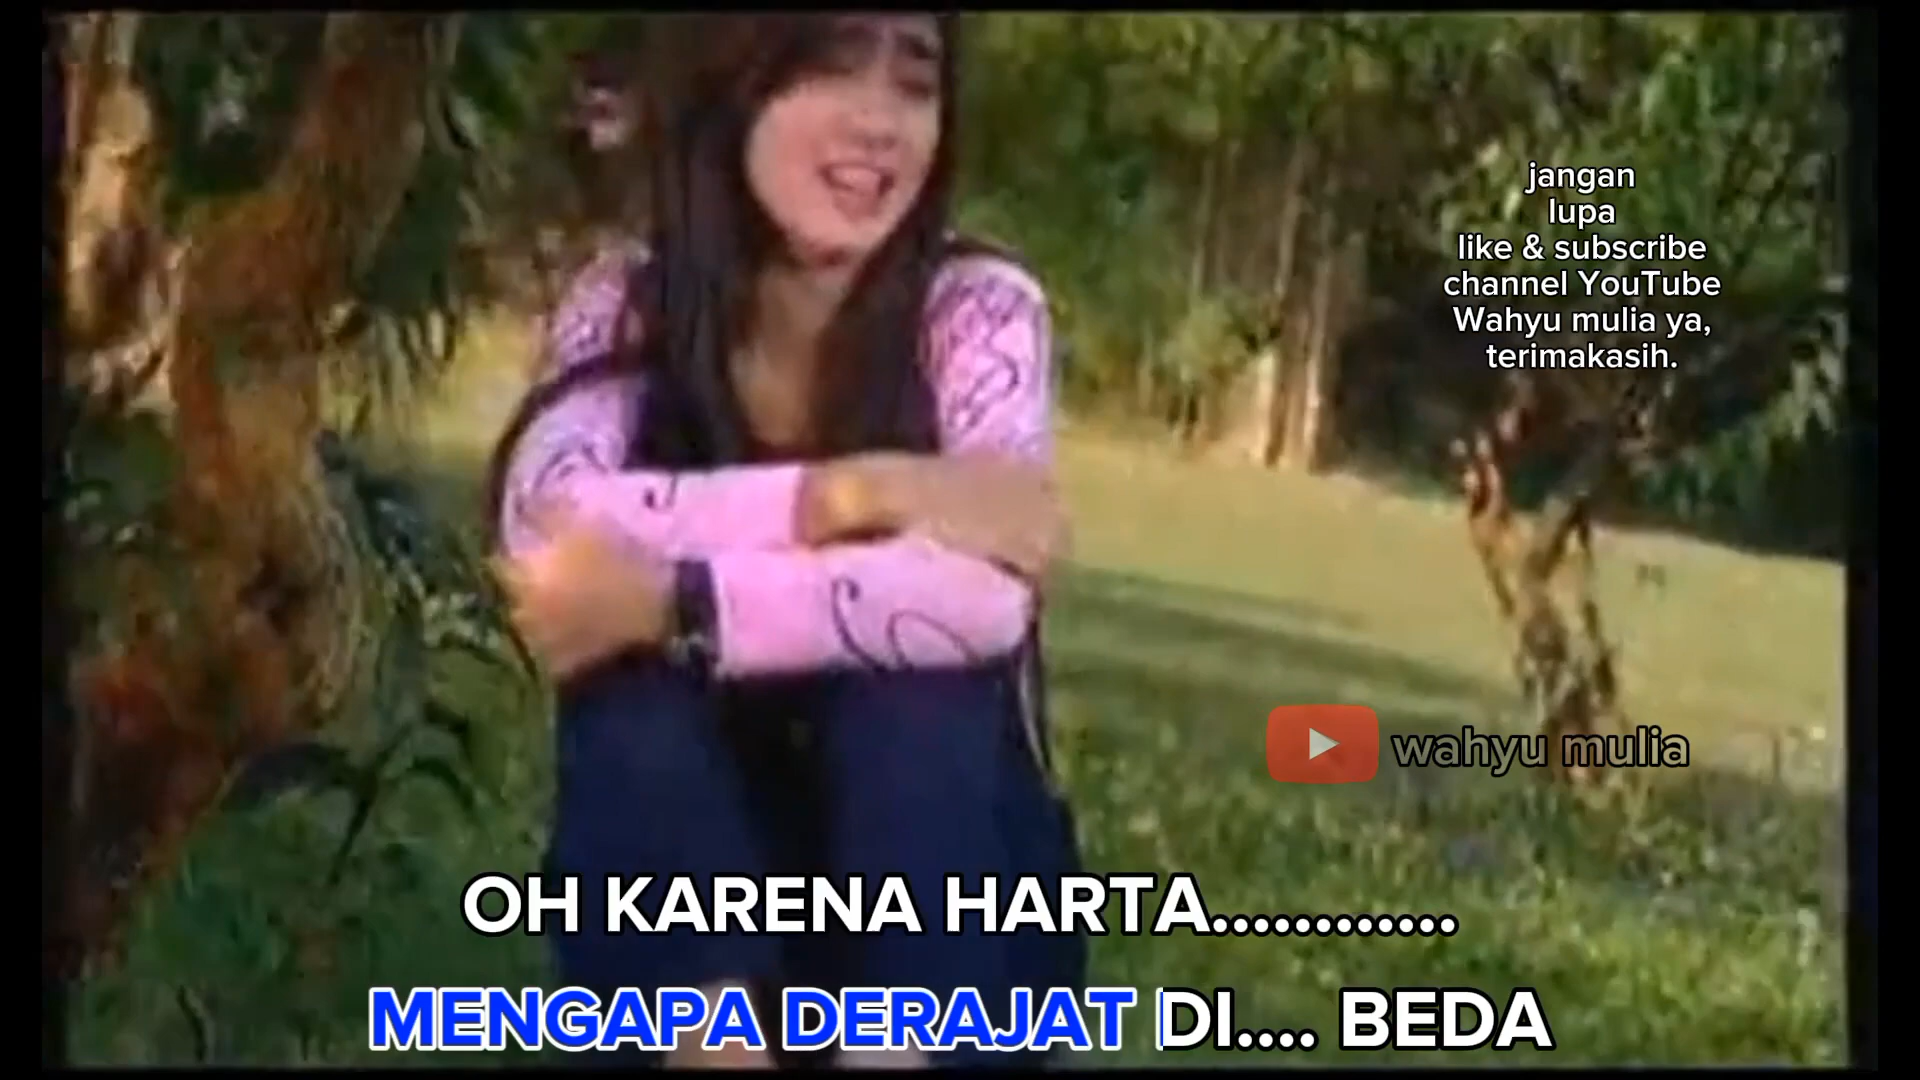 jangan
lupa
like & subscribe
channel YouTube
Wahyu mulia ya,
terimakasih.
wahyu mulia
OH KARENA HARTA............
MENGAPA DERAJAT DI.... BEDA